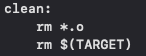 clean:
    rm *.o
    rm $(TARGET)